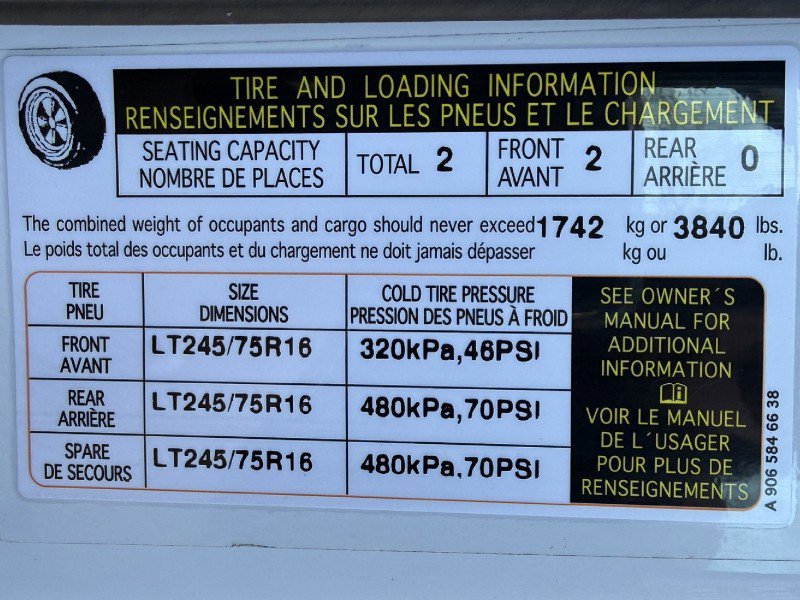 TIRE AND LOADING INFORMATION
RENSEIGNEMENTS SUR LES PNEUS ET LE CHARGEMENT
SEATING CAPACITY
NOMBRE DE PLACES
TOTAL 2
FRONT
AVANT 2
REAR
ARRIÈRE 0
The combined weight of occupants and cargo should never exceed 1742 kg or 3840 lbs.
Le poids total des occupants et du chargement ne doit jamais dépasser kg ou lb.
TIRE
PNEU
SIZE
DIMENSIONS
COLD TIRE PRESSURE
PRESSION DES PNEUS À FROID
FRONT
AVANT
LT245/75R16
320kPa,46PSI
REAR
ARRIÈRE
LT245/75R16
480kPa,70PSI
SPARE
DE SECOURS
LT245/75R16
480kPa,70PSI
SEE OWNER´S
MANUAL FOR
ADDITIONAL
INFORMATION
VOIR LE MANUEL
DE L´USAGER
POUR PLUS DE
RENSEIGNEMENTS
A 906 584 66 38